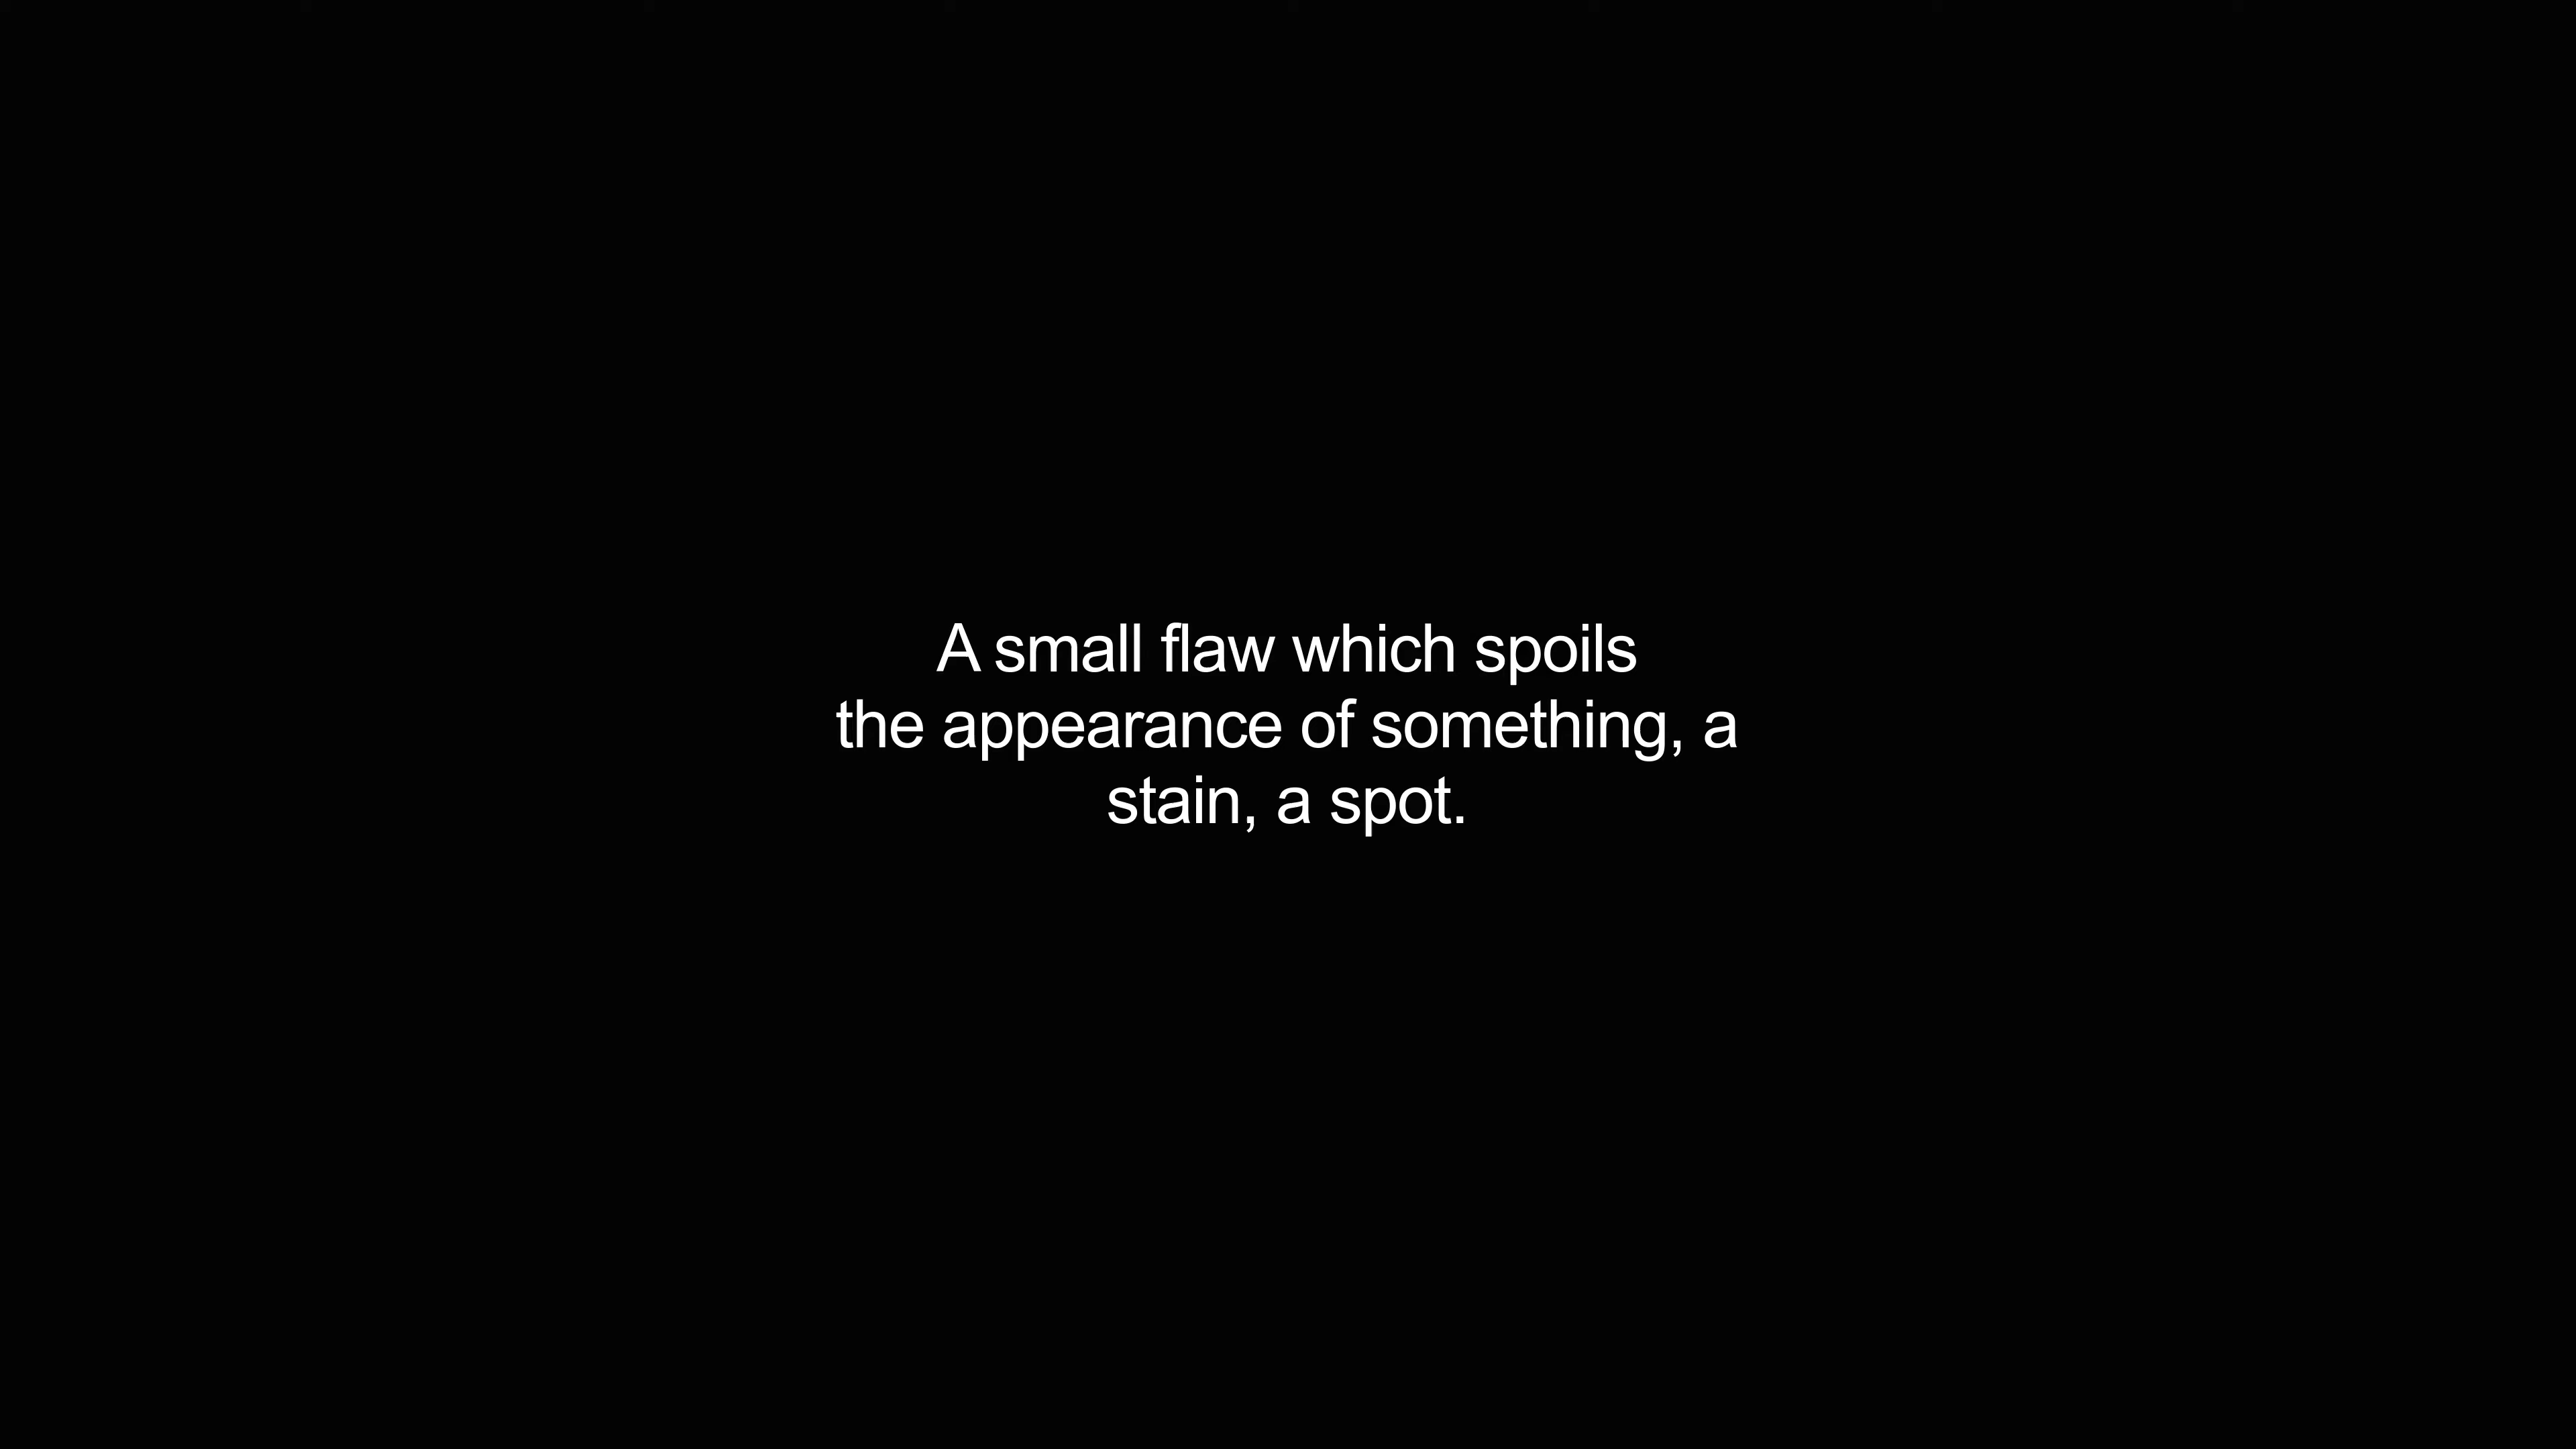 A small flaw which spoils
the appearance of something, a
stain, a spot.